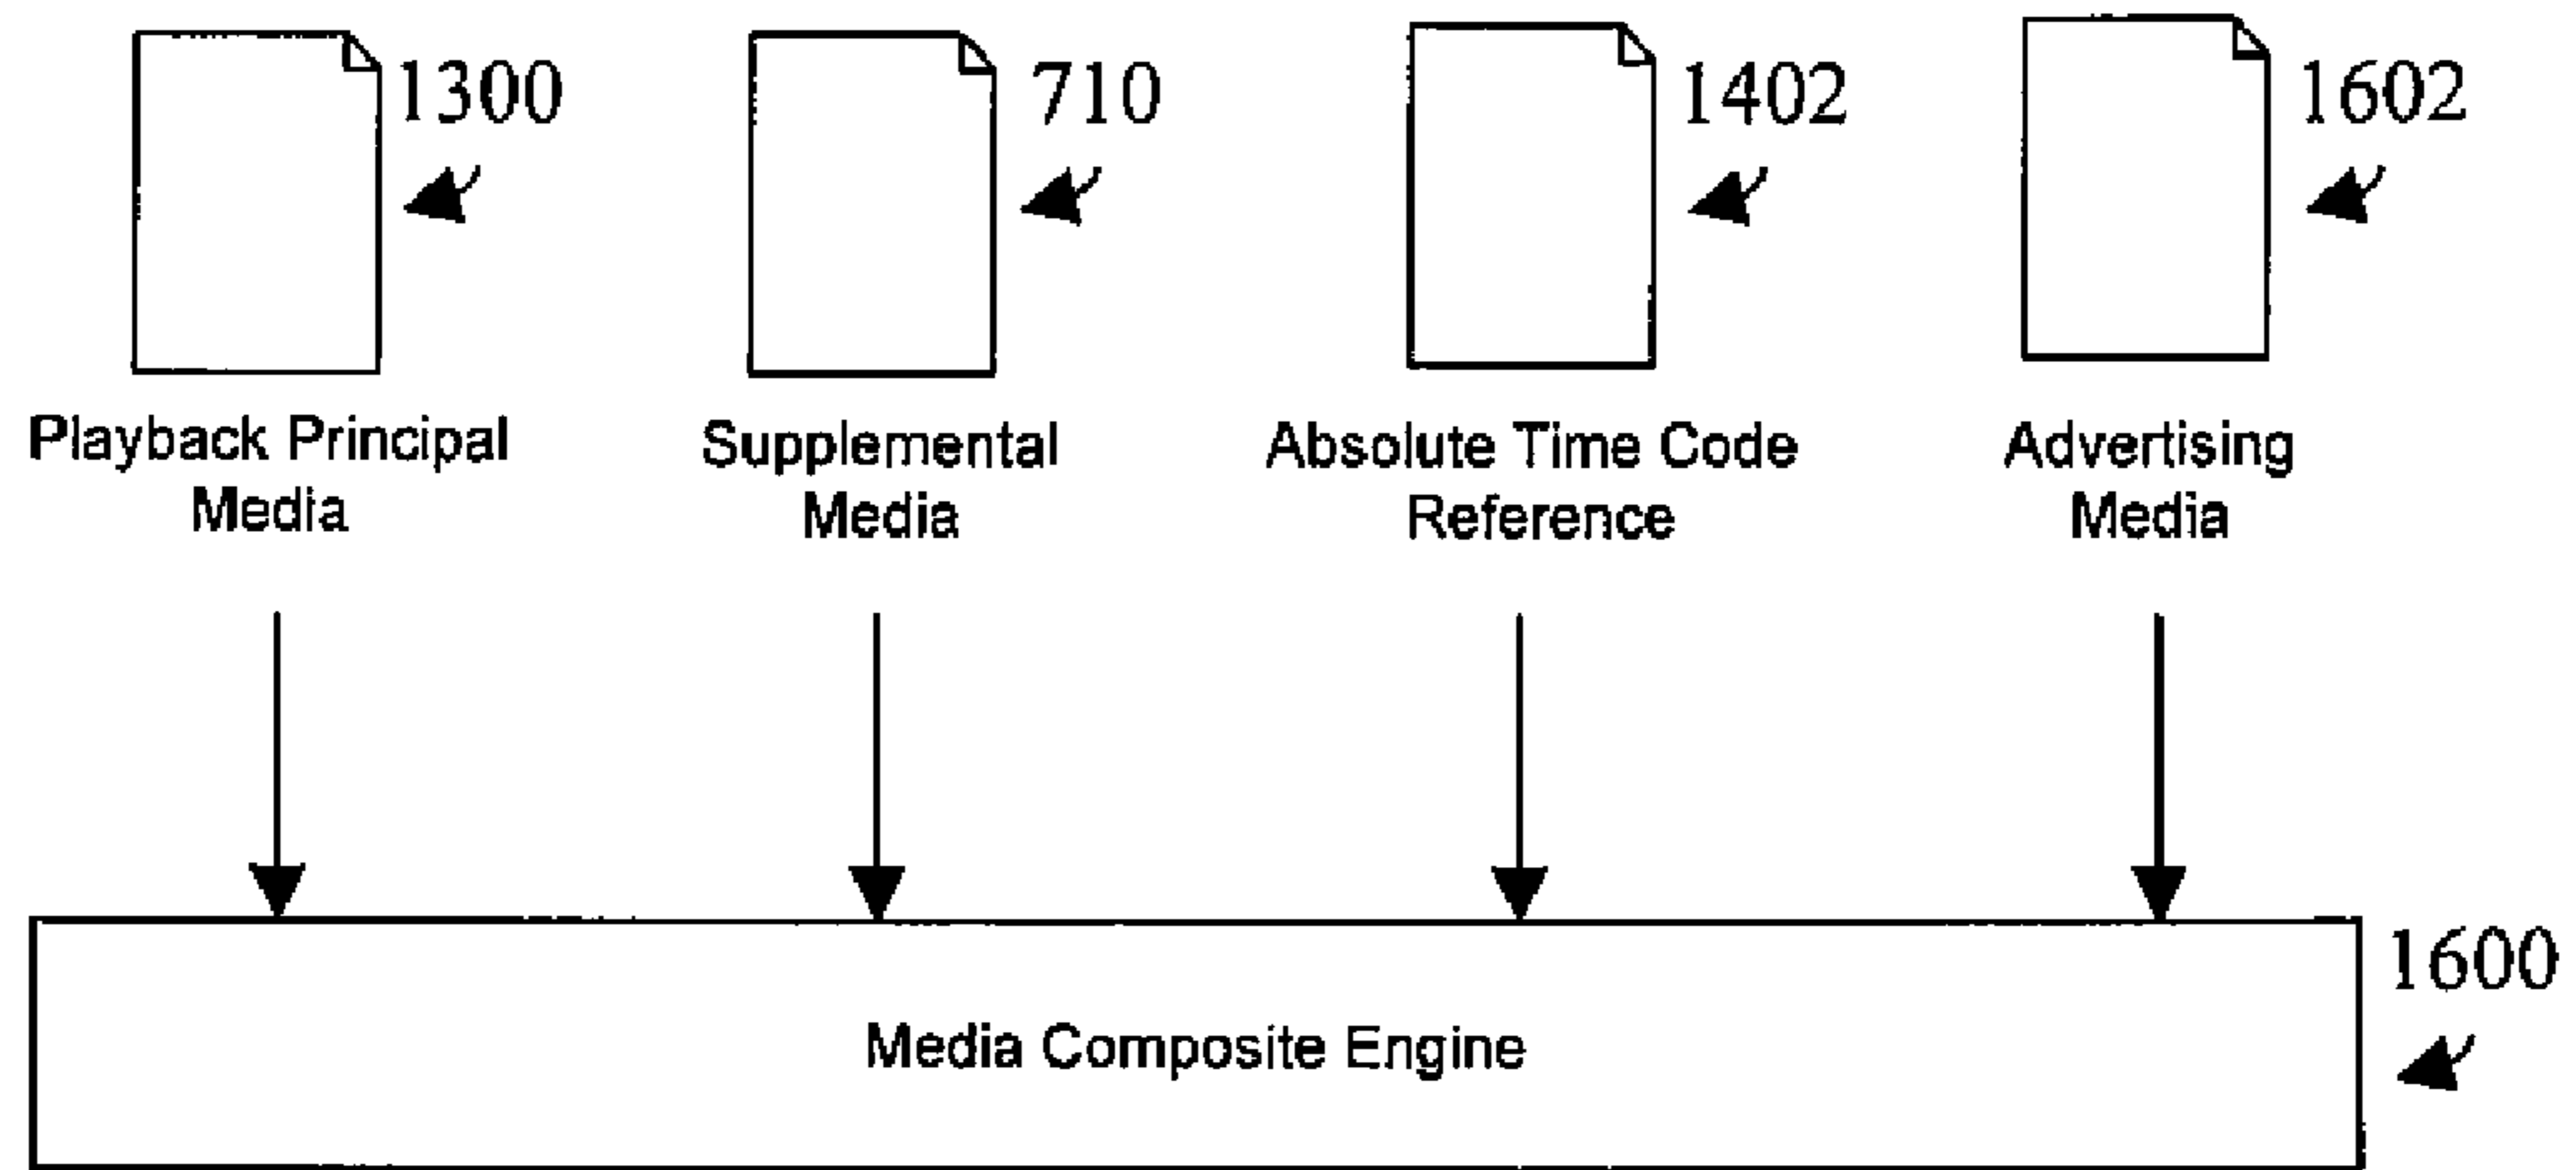 1300
710
1402
1602
Playback Principal
Media
Supplemental
Media
Absolute Time Code
Reference
Advertising
Media
1600
Media Composite Engine